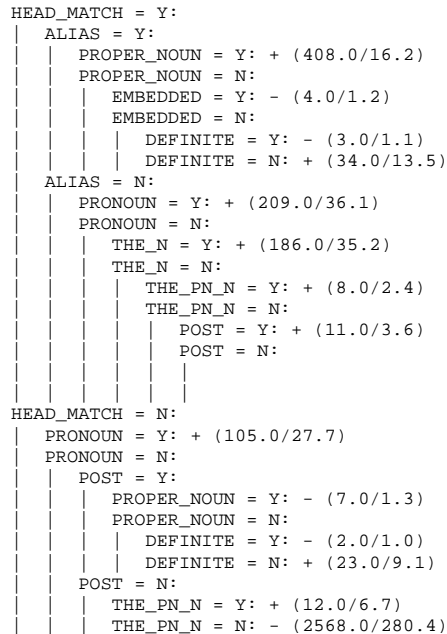 HEAD_MATCH = Y:
| ALIAS = Y:
| | PROPER_NOUN = Y: + (408.0/16.2)
| | PROPER_NOUN = N:
| | | EMBEDDED = Y: - (4.0/1.2)
| | | EMBEDDED = N:
| | | | DEFINITE = Y: - (3.0/1.1)
| | | | DEFINITE = N: + (34.0/13.5)
| ALIAS = N:
| | PRONOUN = Y: + (209.0/36.1)
| | PRONOUN = N:
| | | THE_N = Y: + (186.0/35.2)
| | | THE_N = N:
| | | | THE_PN_N = Y: + (8.0/2.4)
| | | | THE_PN_N = N:
| | | | | POST = Y: + (11.0/3.6)
| | | | | POST = N:
| | | | | |
| | | | | |
HEAD_MATCH = N:
| PRONOUN = Y: + (105.0/27.7)
| PRONOUN = N:
| | POST = Y:
| | | PROPER_NOUN = Y: - (7.0/1.3)
| | | PROPER_NOUN = N:
| | | | DEFINITE = Y: - (2.0/1.0)
| | | | DEFINITE = N: + (23.0/9.1)
| | POST = N:
| | | THE_PN_N = Y: + (12.0/6.7)
| | | THE_PN_N = N: - (2568.0/280.4)